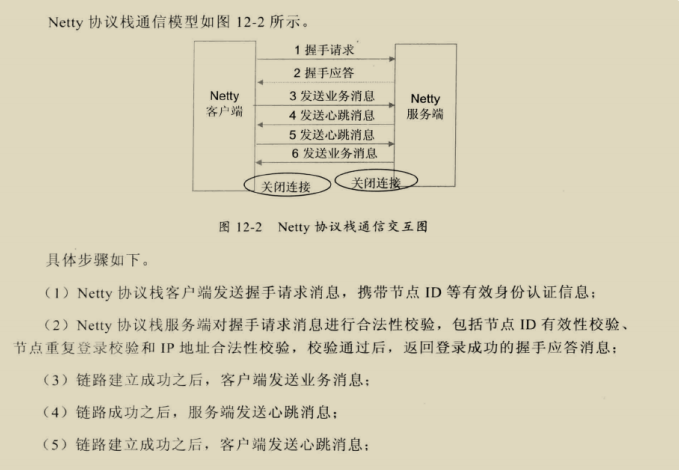 Netty 协议栈通信模型如图 12-2 所示。
1 握手请求
2 握手应答
Netty
客户端
3 发送业务消息
4 发送心跳消息
5 发送心跳消息
6 发送业务消息
Netty
服务端
关闭连接
关闭连接
图 12-2 Netty 协议栈通信交互图
具体步骤如下。
（1）Netty 协议栈客户端发送握手请求消息，携带节点 ID 等有效身份认证信息；
（2）Netty 协议栈服务端对握手请求消息进行合法性校验，包括节点 ID 有效性校验、
节点重复登录校验和 IP 地址合法性校验，校验通过后，返回登录成功的握手应答消息；
（3）链路建立成功之后，客户端发送业务消息；
（4）链路成功之后，服务端发送心跳消息；
（5）链路建立成功之后，客户端发送心跳消息；